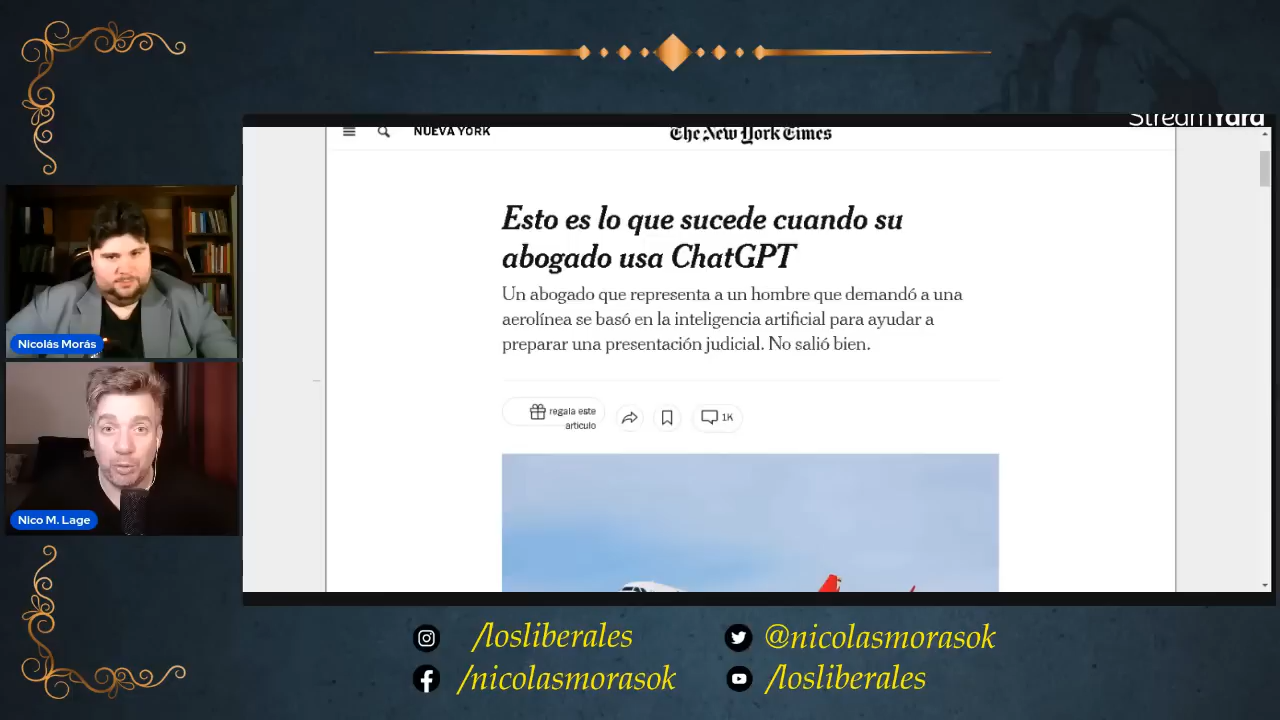 StreamYard
NUEVA YORK
The New York Times
Esto es lo que sucede cuando su
abogado usa ChatGPT
Un abogado que representa a un hombre que demandó a una
aerolínea se basó en la inteligencia artificial para ayudar a
preparar una presentación judicial. No salió bien.
regala este
artículo
1K
Nicolás Morás
Nico M. Lage
/losliberales
@nicolasmorasok
/nicolasmorasok
/losliberales